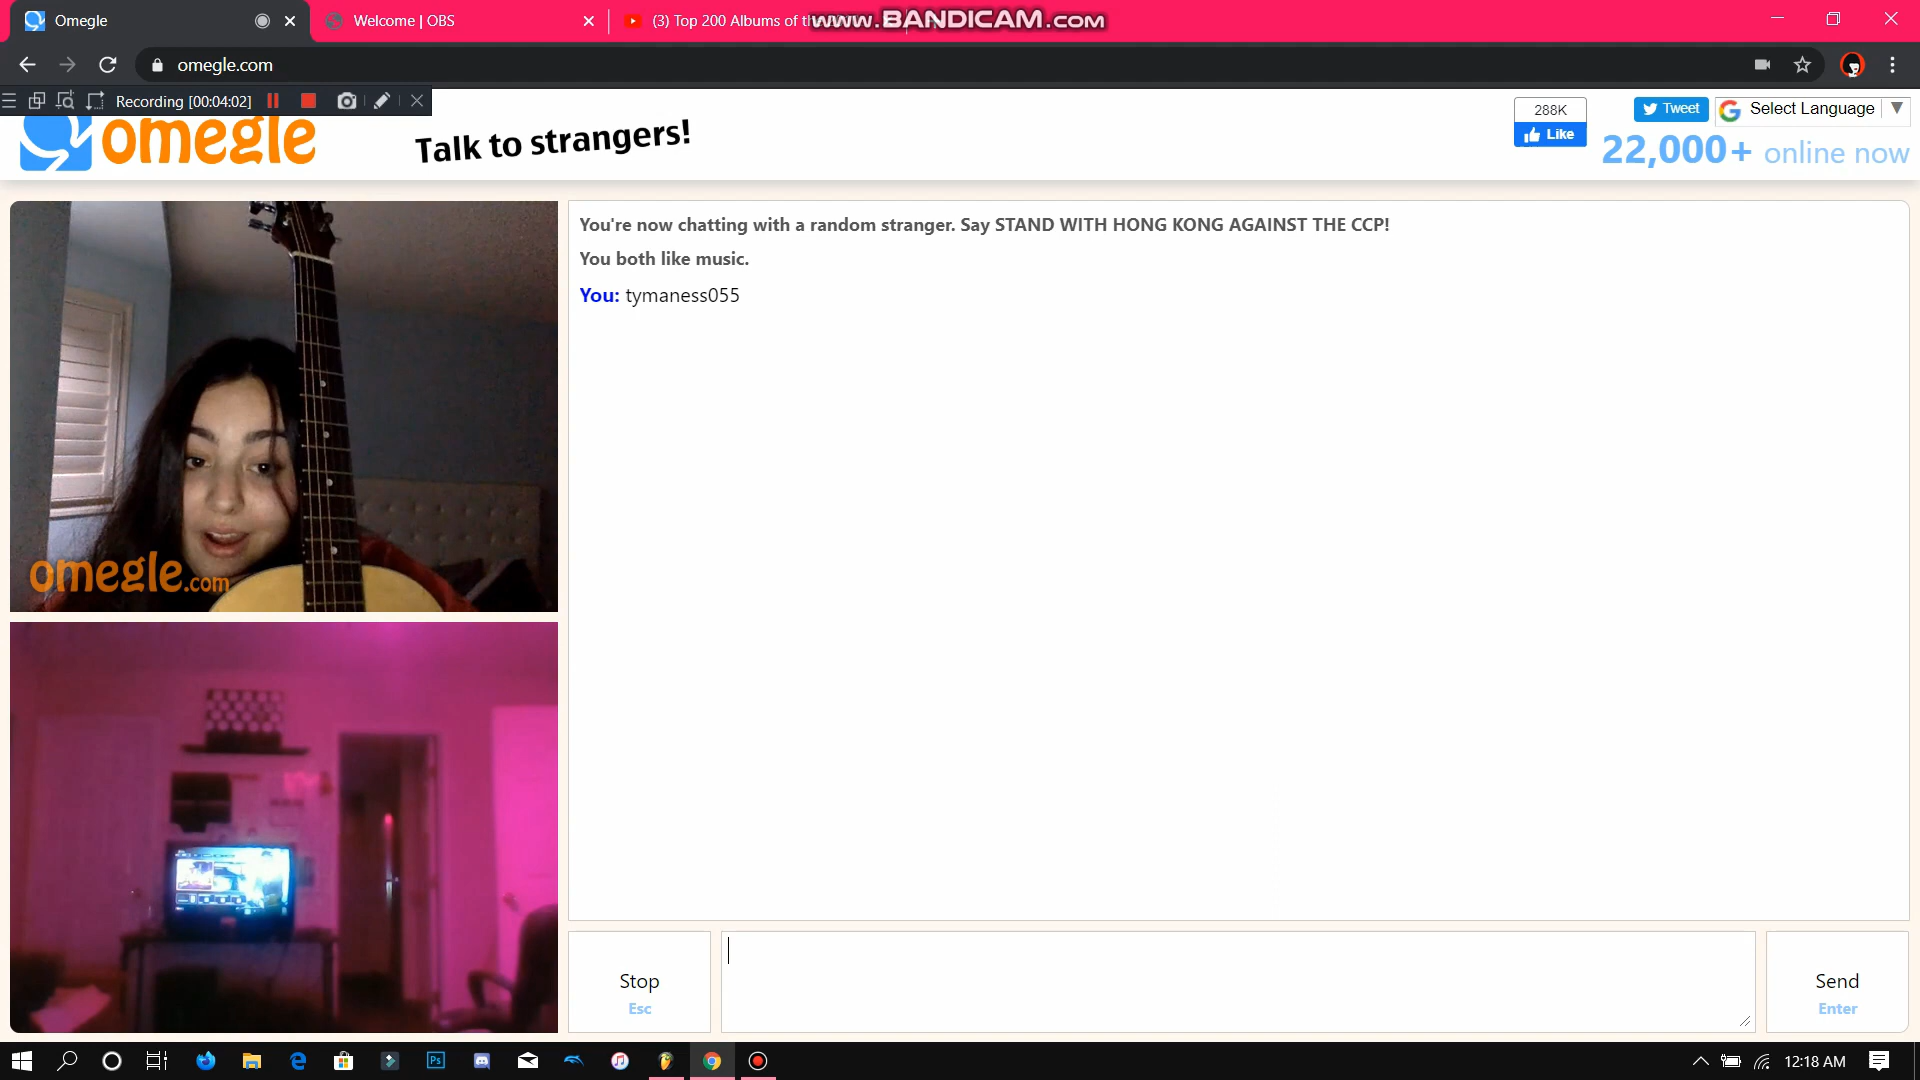 Omegle
Welcome | OBS
(3) Top 200 Albums of th
www.BANDICAM.com
omegle.com
Recording [00:04:02]
omegle
Talk to strangers!
288K
Like
Tweet
Select Language
22,000+ online now
You're now chatting with a random stranger. Say STAND WITH HONG KONG AGAINST THE CCP!
You both like music.
You: tymaness055
omegle.com
Stop
Esc
Send
Enter
Ps
12:18 AM